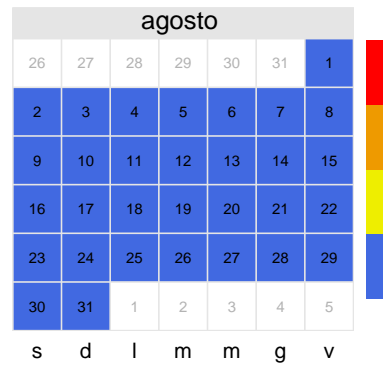 agosto
26 27 28 29 30 31 1
2 3 4 5 6 7 8
9 10 11 12 13 14 15
16 17 18 19 20 21 22
23 24 25 26 27 28 29
30 31 1 2 3 4 5
s d l m m g v